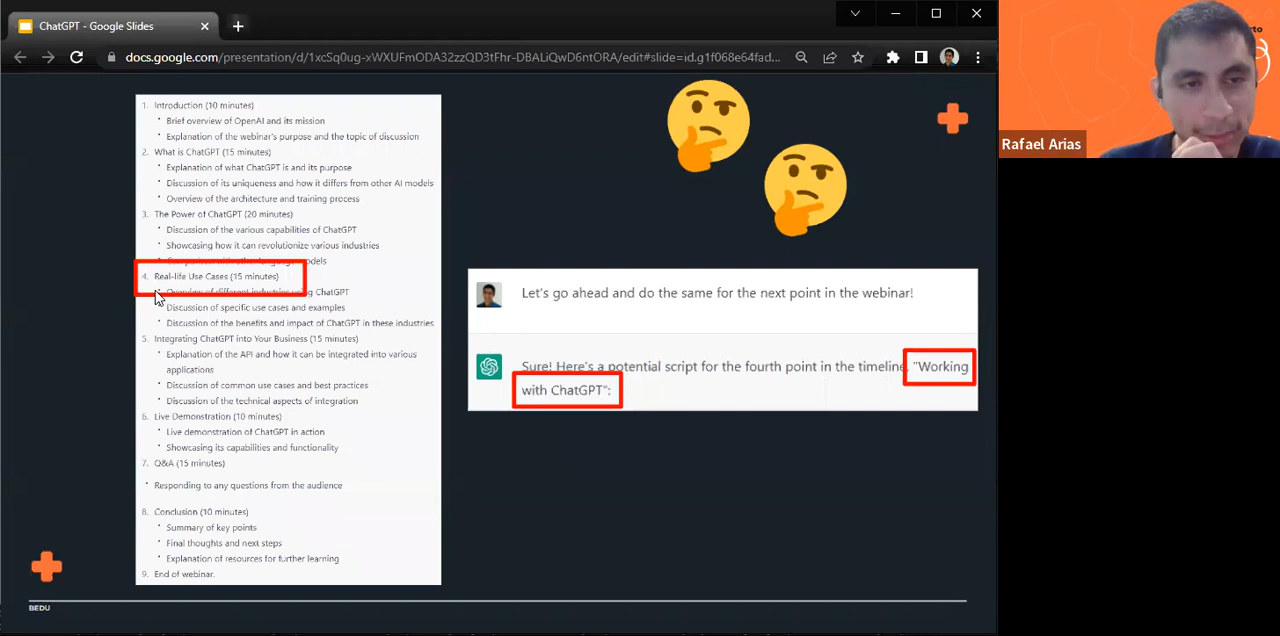 ChatGPT - Google Slides
docs.google.com/presentation/d/1xcSq0ug-xWXUFmODA32zzQD3tFhr-DBALiQwD6ntORA/edit#slide=id.g1f068e64fad...
1. Introduction (10 minutes)
• Brief overview of OpenAI and its mission
• Explanation of the webinar's purpose and the topic of discussion
2. What is ChatGPT (15 minutes)
• Explanation of what ChatGPT is and its purpose
• Discussion of its uniqueness and how it differs from other AI models
• Overview of the architecture and training process
3. The Power of ChatGPT (20 minutes)
• Discussion of the various capabilities of ChatGPT
• Showcasing how it can revolutionize various industries
• Comparison with other language models
4. Real-life Use Cases (15 minutes)
• Overview of different industries using ChatGPT
• Discussion of specific use cases and examples
• Discussion of the benefits and impact of ChatGPT in these industries
5. Integrating ChatGPT into Your Business (15 minutes)
• Explanation of the API and how it can be integrated into various
applications
• Discussion of common use cases and best practices
• Discussion of the technical aspects of integration
6. Live Demonstration (10 minutes)
• Live demonstration of ChatGPT in action
• Showcasing its capabilities and functionality
7. Q&A (15 minutes)
• Responding to any questions from the audience
8. Conclusion (10 minutes)
• Summary of key points
• Final thoughts and next steps
• Explanation of resources for further learning
9. End of webinar.
Let's go ahead and do the same for the next point in the webinar!
Sure! Here's a potential script for the fourth point in the timeline "Working
with ChatGPT":
BEDU
Rafael Arias